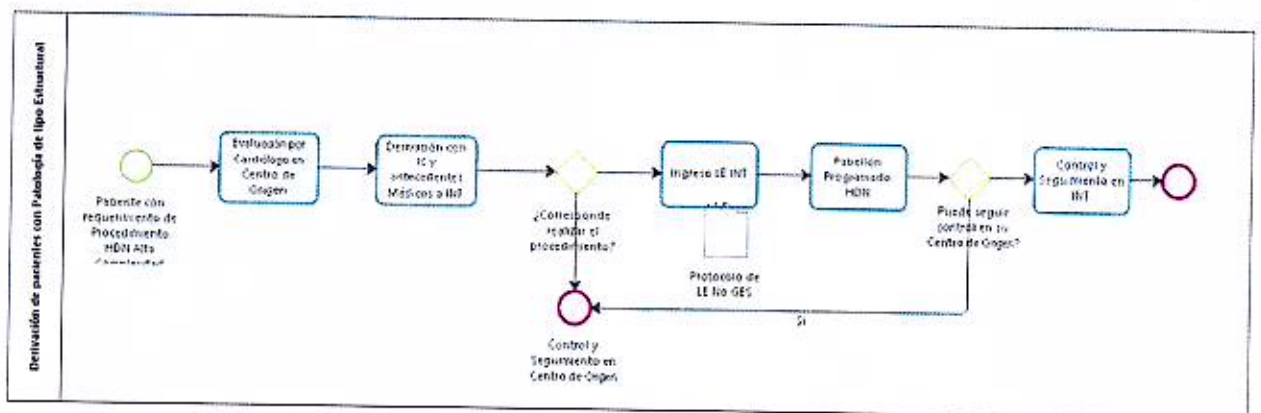 Derivación de pacientes con Patología de tipo Estructural
Paciente con
requerimiento de
Procedimiento
HDN Alta
Complejidad
Evaluación por
Cardiólogo en
Centro de
Origen
Derivación con
IC y
antecedentes
Médicos a INT
¿Corresponde
realizar el
procedimiento?
Ingreso LE INT
Protocolo de
LE No GES
Pabellón
Programado
HDN
Puede seguir
control en su
Centro de Origen?
Control y
Seguimiento en
INT
Si
Control y
Seguimiento en
Centro de Origen